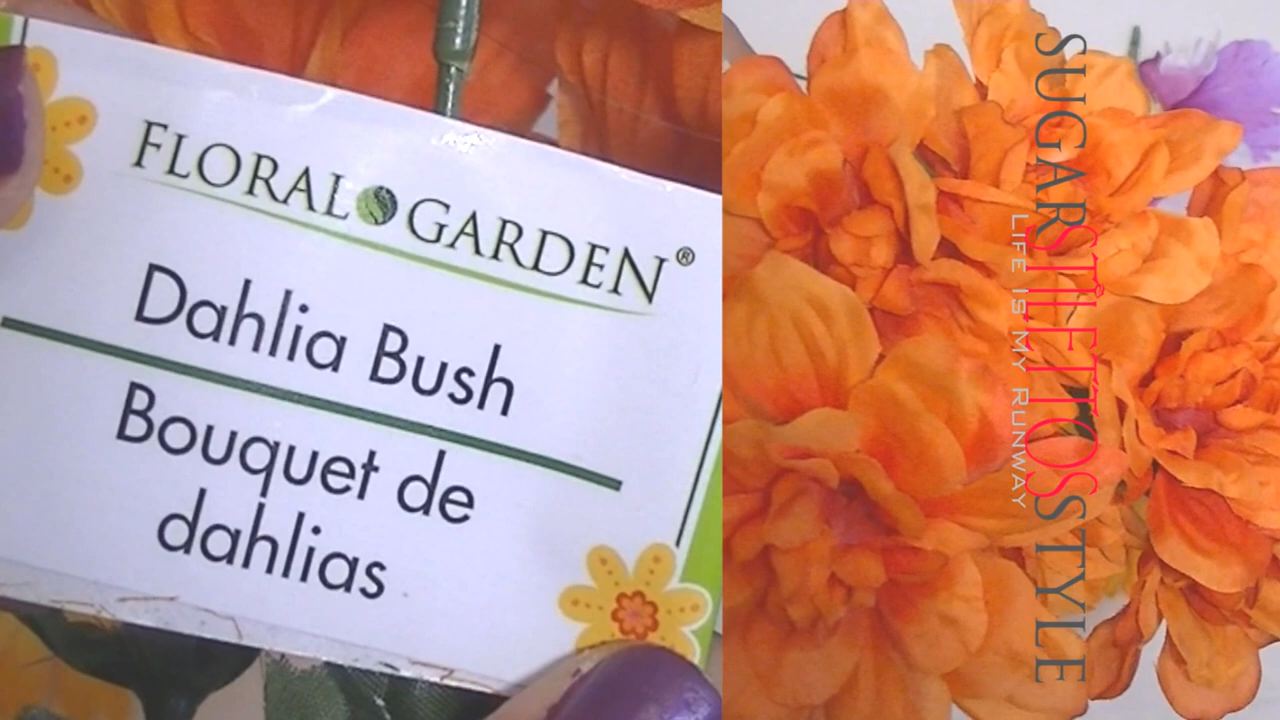 FLORAL GARDEN®
Dahlia Bush
Bouquet de
dahlias
SUGARSTILETTOSSTYLE
LIFE IS MY RUNWAY